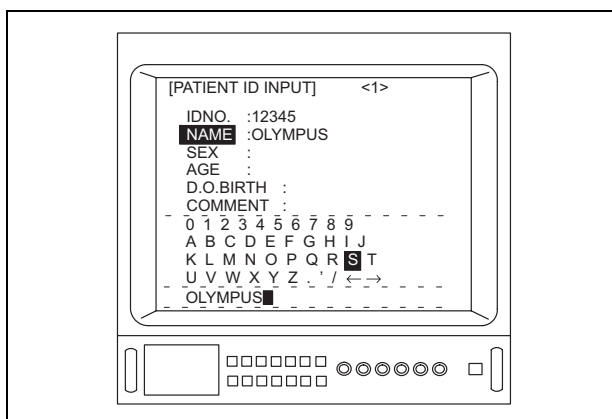 [PATIENT ID INPUT] <1>
IDNO. :12345
NAME :OLYMPUS
SEX :
AGE :
D.O.BIRTH :
COMMENT :
0 1 2 3 4 5 6 7 8 9
A B C D E F G H I J
K L M N O P Q R S T
U V W X Y Z . ' / ← →
OLYMPUS